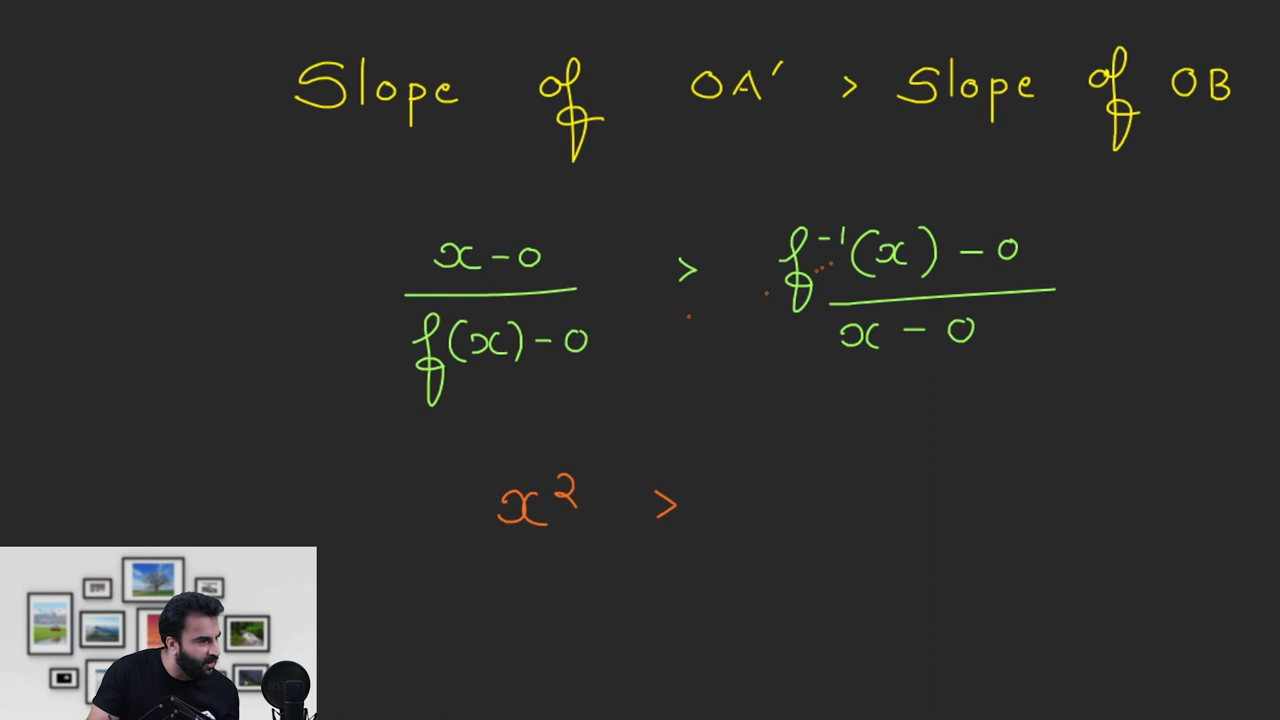 Slope of OA' > Slope of OB
x-0 / f(x)-0 > f⁻¹(x) - 0 / x - 0
x² >